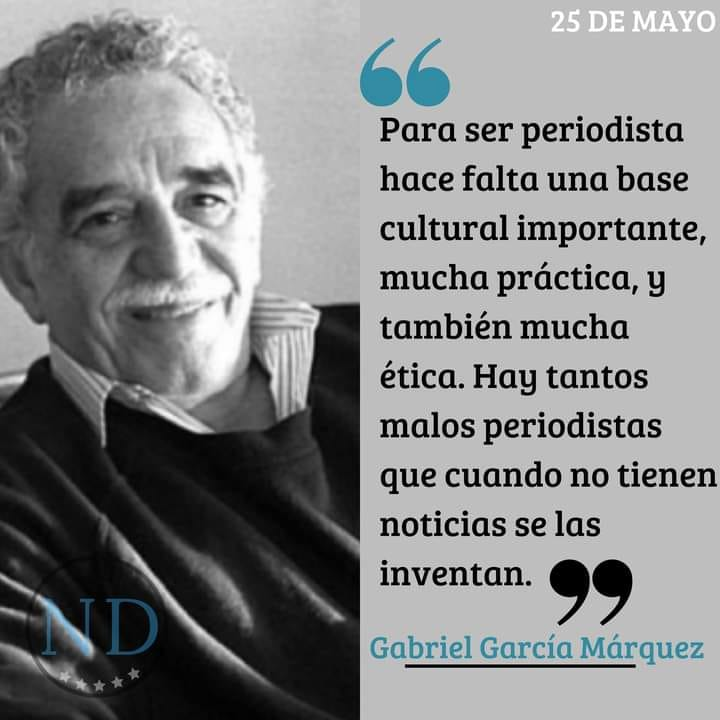 25 DE MAYO
“
Para ser periodista
hace falta una base
cultural importante,
mucha práctica, y
también mucha
ética. Hay tantos
malos periodistas
que cuando no tienen
noticias se las
inventan. ”
Gabriel García Márquez
ND